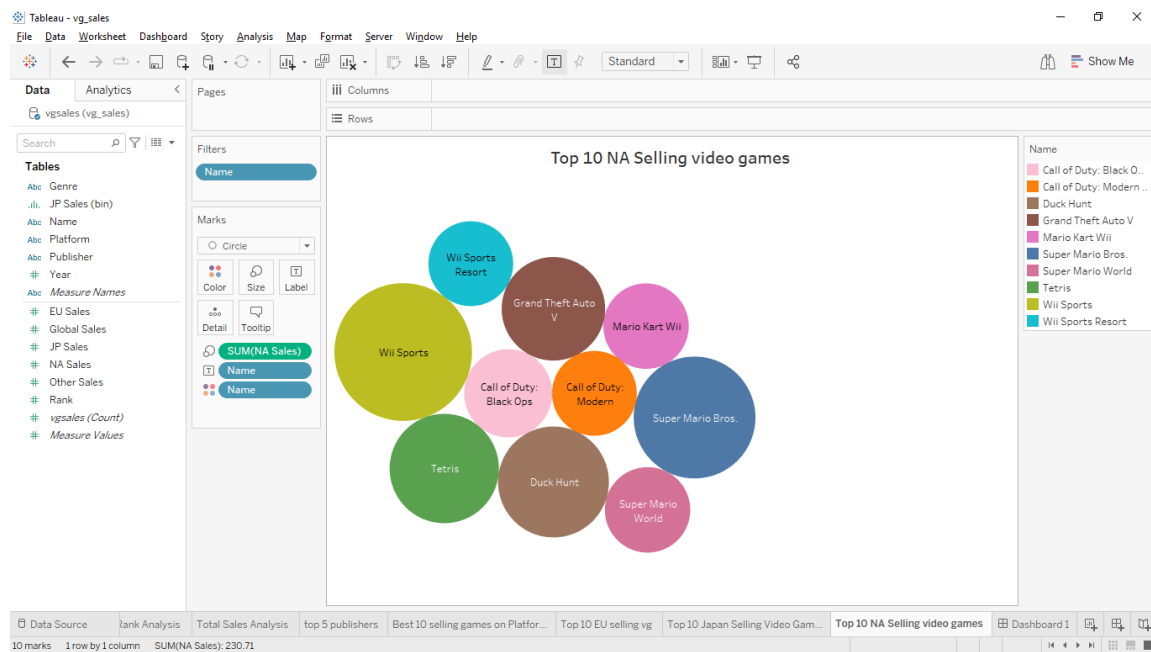 Tableau - vg_sales
File Data Worksheet Dashboard Story Analysis Map Format Server Window Help
Standard
Show Me
Data Analytics
Pages
Columns
vgsales (vg_sales)
Rows
Search
Filters
Name
Tables
Abc Genre
JP Sales (bin)
Abc Name
Abc Platform
Abc Publisher
# Year
Abc Measure Names
# EU Sales
# Global Sales
# JP Sales
# NA Sales
# Other Sales
# Rank
# vgsales (Count)
# Measure Values
Marks
Circle
Color Size Label
Detail Tooltip
SUM(NA Sales)
Name
Name
Top 10 NA Selling video games
Wii Sports
Resort
Grand Theft Auto
V
Mario Kart Wii
Wii Sports
Call of Duty:
Black Ops
Call of Duty:
Modern
Super Mario Bros.
Tetris
Duck Hunt
Super Mario
World
Name
Call of Duty: Black O..
Call of Duty: Modern ..
Duck Hunt
Grand Theft Auto V
Mario Kart Wii
Super Mario Bros.
Super Mario World
Tetris
Wii Sports
Wii Sports Resort
Data Source Rank Analysis Total Sales Analysis top 5 publishers Best 10 selling games on Platfor... Top 10 EU selling vg Top 10 Japan Selling Video Gam... Top 10 NA Selling video games Dashboard 1
10 marks 1 row by 1 column SUM(NA Sales): 230.71